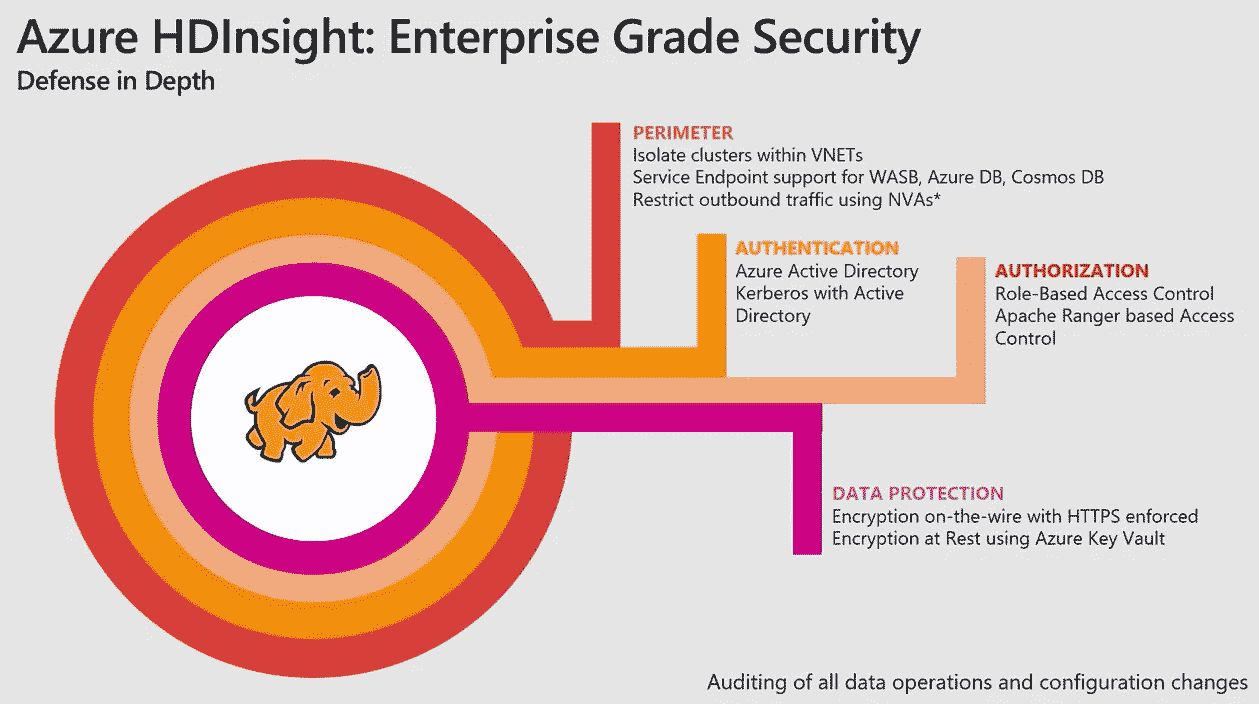 Azure HDInsight: Enterprise Grade Security
Defense in Depth
PERIMETER
Isolate clusters within VNETs
Service Endpoint support for WASB, Azure DB, Cosmos DB
Restrict outbound traffic using NVAs*
AUTHENTICATION
Azure Active Directory
Kerberos with Active
Directory
AUTHORIZATION
Role-Based Access Control
Apache Ranger based Access
Control
DATA PROTECTION
Encryption on-the-wire with HTTPS enforced
Encryption at Rest using Azure Key Vault
Auditing of all data operations and configuration changes